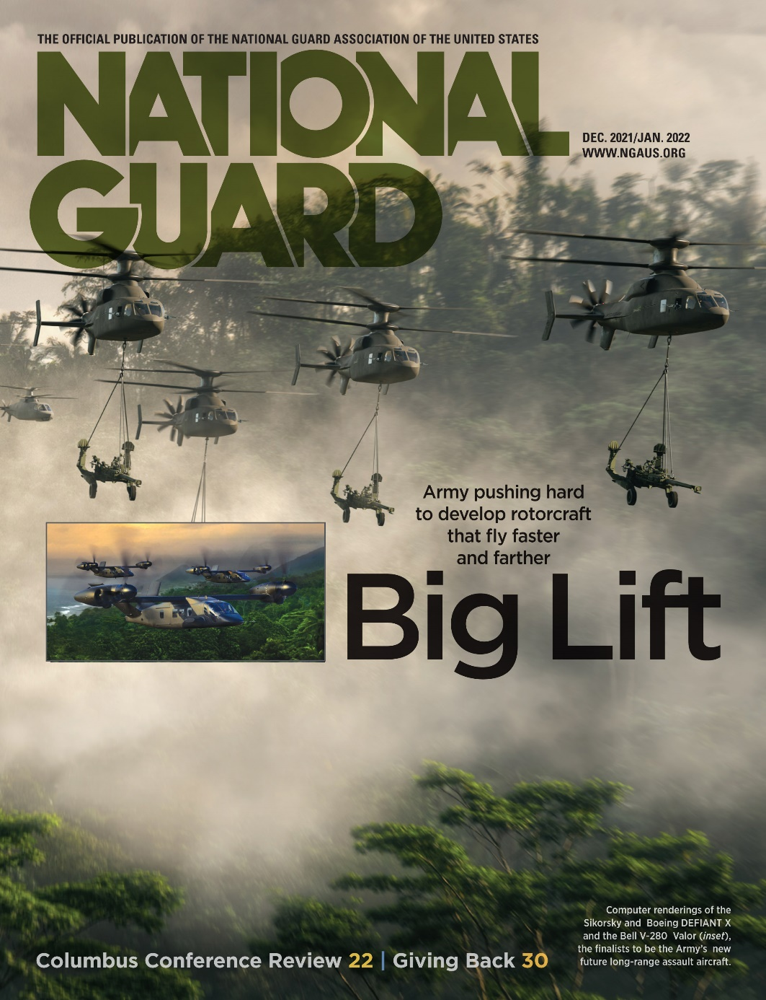 THE OFFICIAL PUBLICATION OF THE NATIONAL GUARD ASSOCIATION OF THE UNITED STATES
NATIONAL
GUARD
DEC. 2021/JAN. 2022
WWW.NGAUS.ORG
Army pushing hard
to develop rotorcraft
that fly faster
and farther
Big Lift
Computer renderings of the
Sikorsky and Boeing DEFIANT X
and the Bell V-280 Valor (inset),
the finalists to be the Army’s new
future long-range assault aircraft.
Columbus Conference Review 22 | Giving Back 30